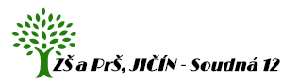 ZŠ a PrŠ, JIČÍN - Soudná 12